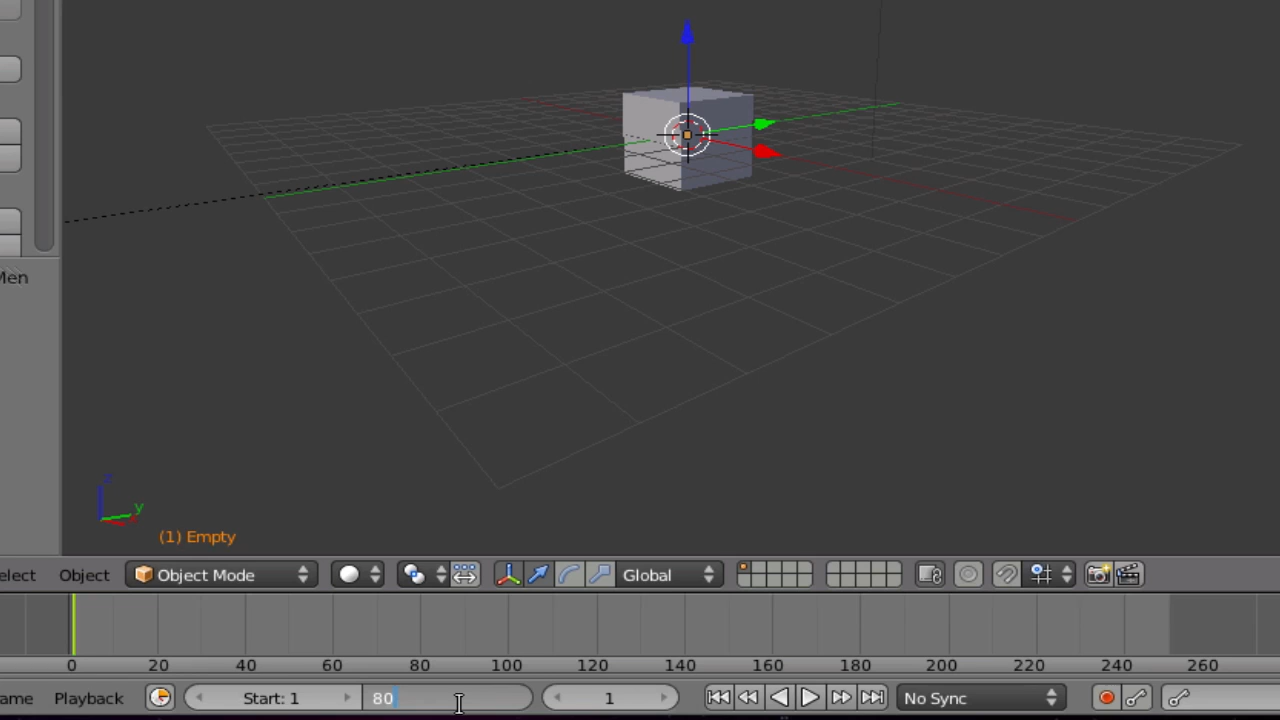 Men
z
y
(1) Empty
elect Object Object Mode Global
0 20 40 60 80 100 120 140 160 180 200 220 240 260
ame Playback Start: 1 80 1 No Sync